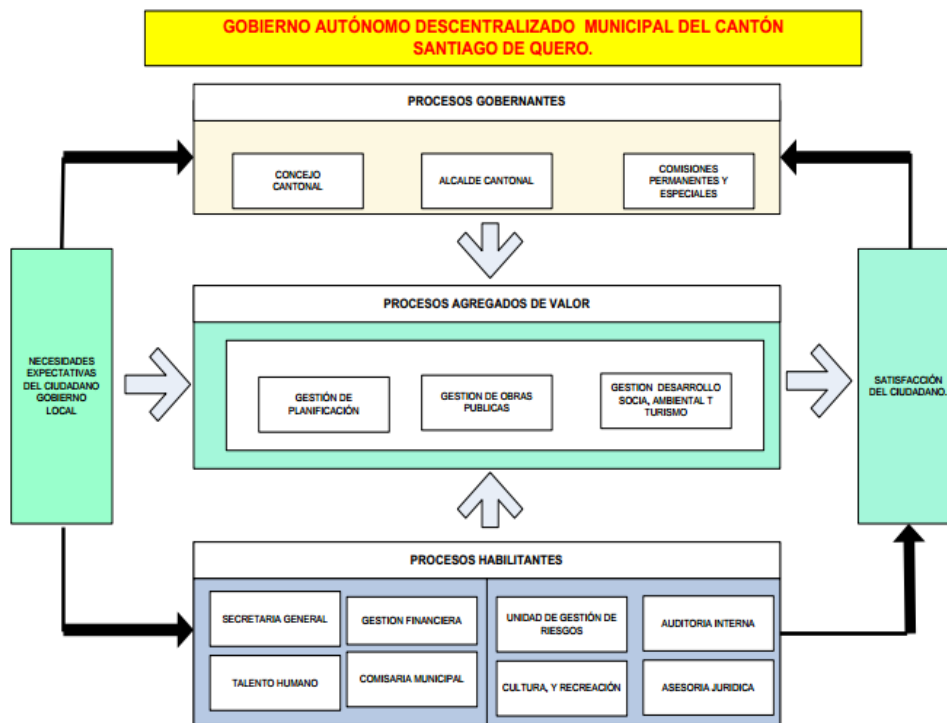 GOBIERNO AUTÓNOMO DESCENTRALIZADO MUNICIPAL DEL CANTÓN
SANTIAGO DE QUERO.
PROCESOS GOBERNANTES
CONCEJO
CANTONAL
ALCALDE CANTONAL
COMISIONES
PERMANENTES Y
ESPECIALES
PROCESOS AGREGADOS DE VALOR
NECESIDADES
EXPECTATIVAS
DEL CIUDADANO
GOBIERNO
LOCAL
GESTIÓN DE
PLANIFICACIÓN
GESTION DE OBRAS
PUBLICAS
GESTION DESARROLLO
SOCIA, AMBIENTAL T
TURISMO
SATISFACCIÓN
DEL CIUDADANO.
PROCESOS HABILITANTES
SECRETARIA GENERAL
GESTION FINANCIERA
UNIDAD DE GESTIÓN DE
RIESGOS
AUDITORIA INTERNA
TALENTO HUMANO
COMISARIA MUNICIPAL
CULTURA, Y RECREACIÓN
ASESORIA JURIDICA